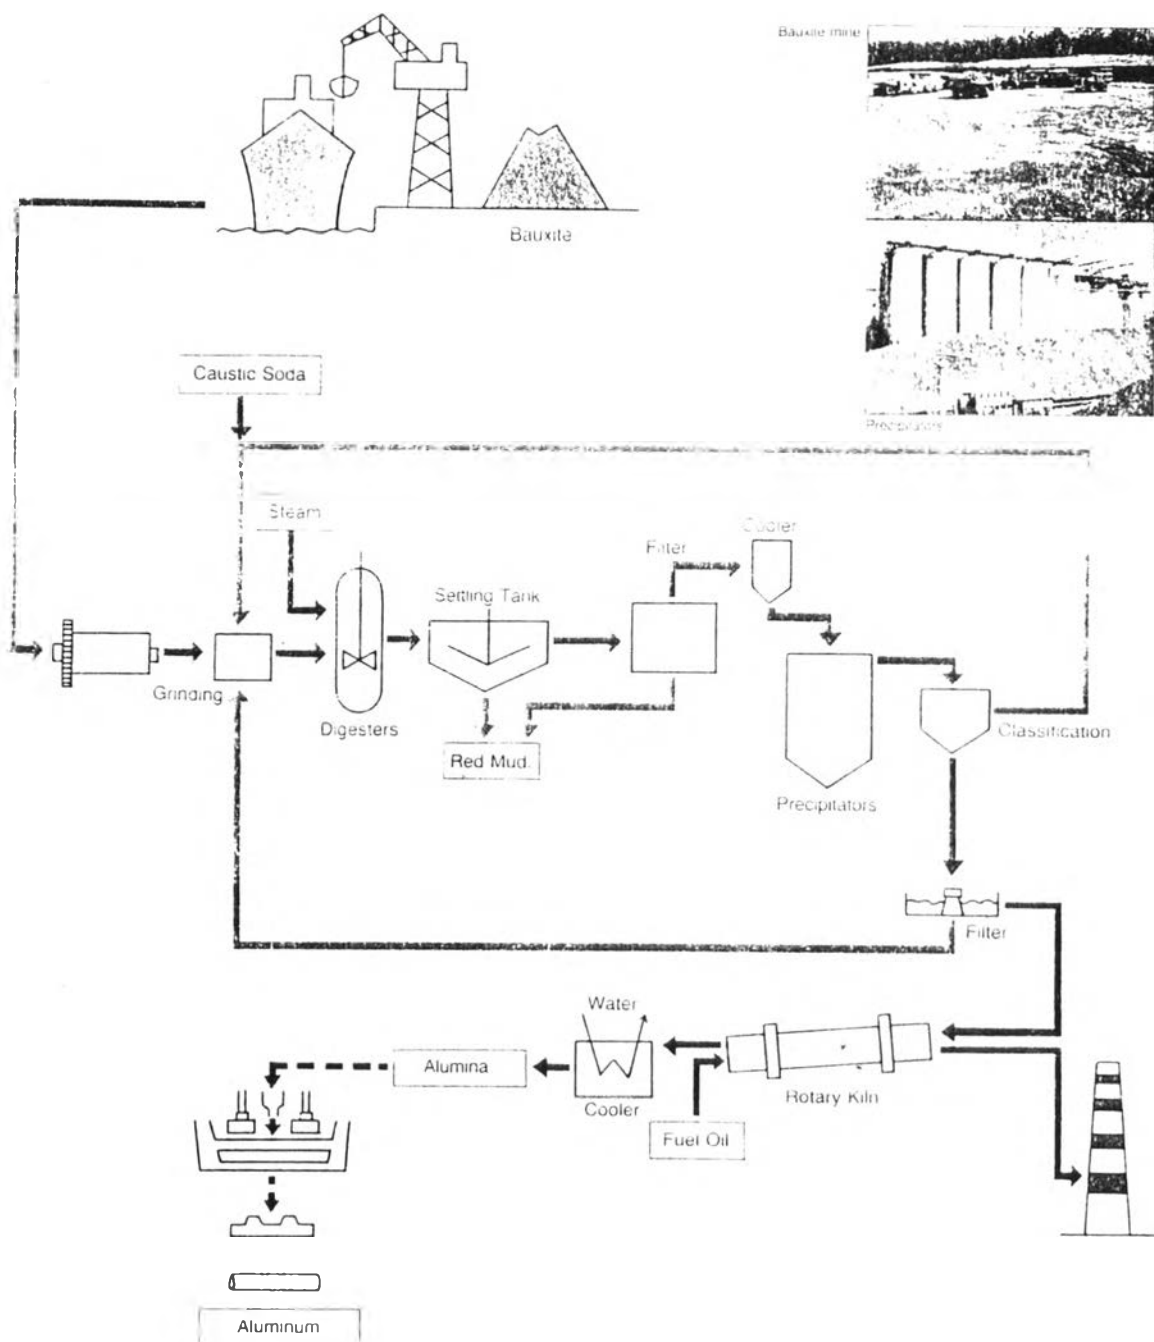 Bauxite mine
Bauxite
Precipitators
Caustic Soda
Steam
Cooler
Filter
Settling Tank
Grinding
Digesters
Red Mud.
Classification
Precipitators
Filter
Water
Alumina
Cooler
Rotary Kiln
Fuel Oil
Aluminum